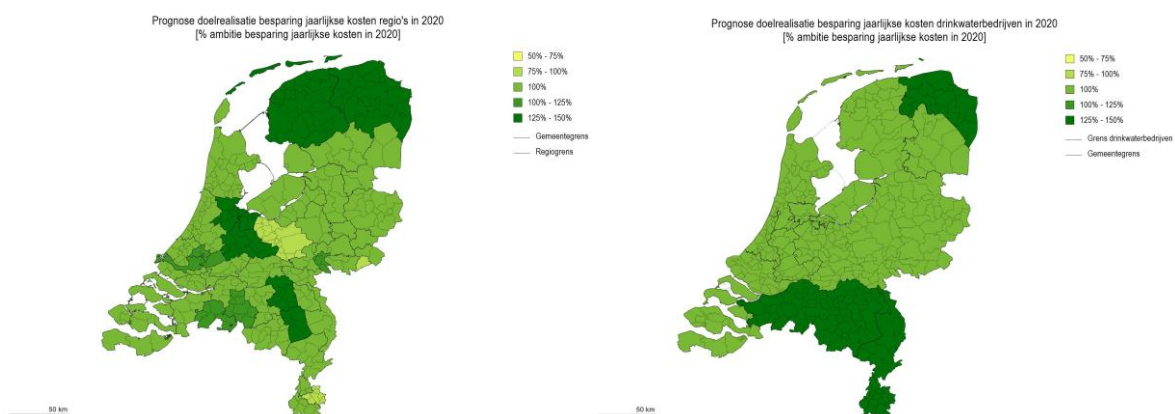 Prognose doelrealisatie besparing jaarlijkse kosten regio's in 2020
[% ambitie besparing jaarlijkse kosten in 2020]
50% - 75%
75% - 100%
100%
100% - 125%
125% - 150%
Gemeentegrens
Regiogrens
50 km
Prognose doelrealisatie besparing jaarlijkse kosten drinkwaterbedrijven in 2020
[% ambitie besparing jaarlijkse kosten in 2020]
50% - 75%
75% - 100%
100%
100% - 125%
125% - 150%
Grens drinkwaterbedrijven
Gemeentegrens
50 km